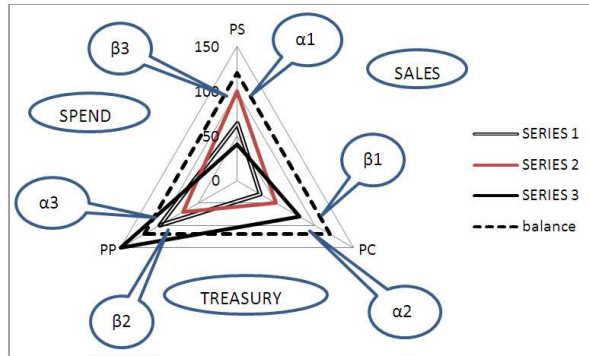 PS
β3
α1
150
SALES
100
SPEND
SERIES 1
50
β1
SERIES 2
0
SERIES 3
α3
balance
PP
PC
TREASURY
β2
α2